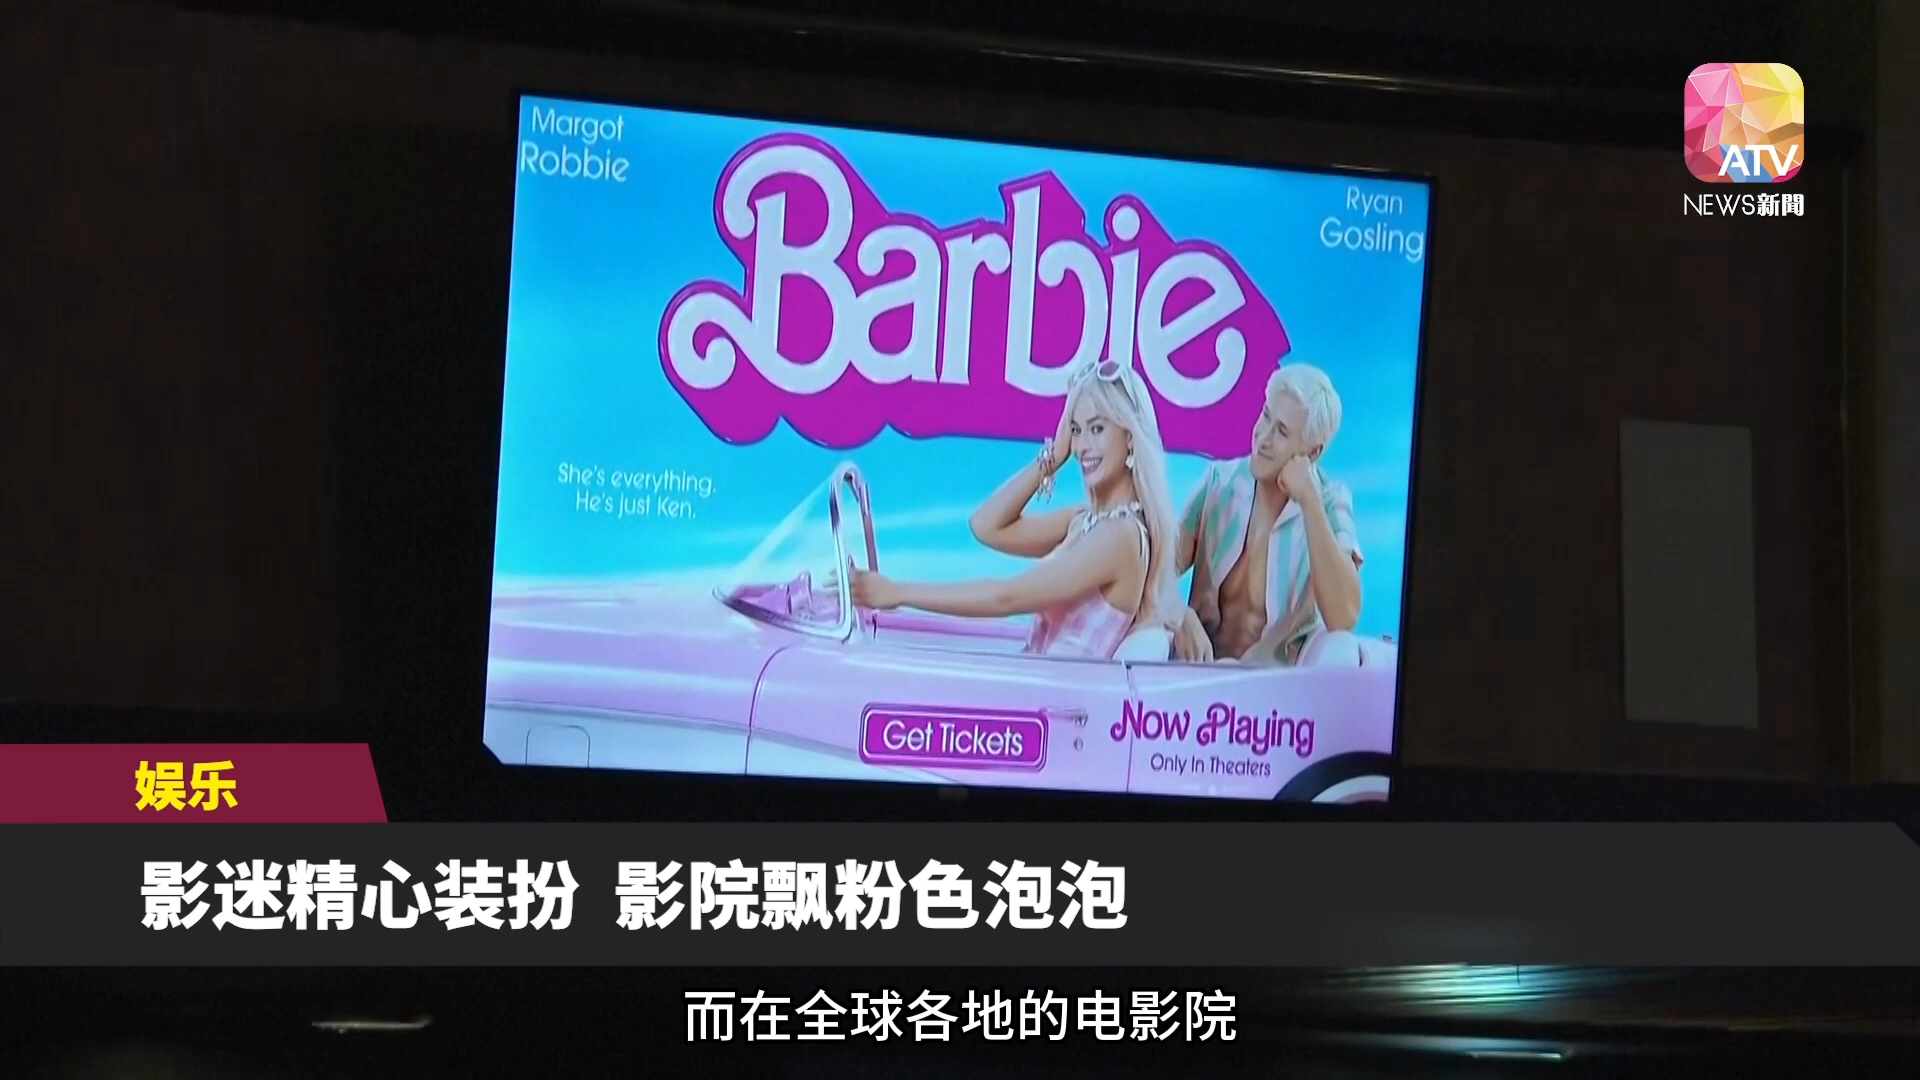 Margot
Robbie
Barbie
Ryan
Gosling
She's everything.
He's just Ken.
Get Tickets
Now Playing
Only In Theaters
ATV
NEWS新聞
娱乐
影迷精心装扮 影院飘粉色泡泡
而在全球各地的电影院